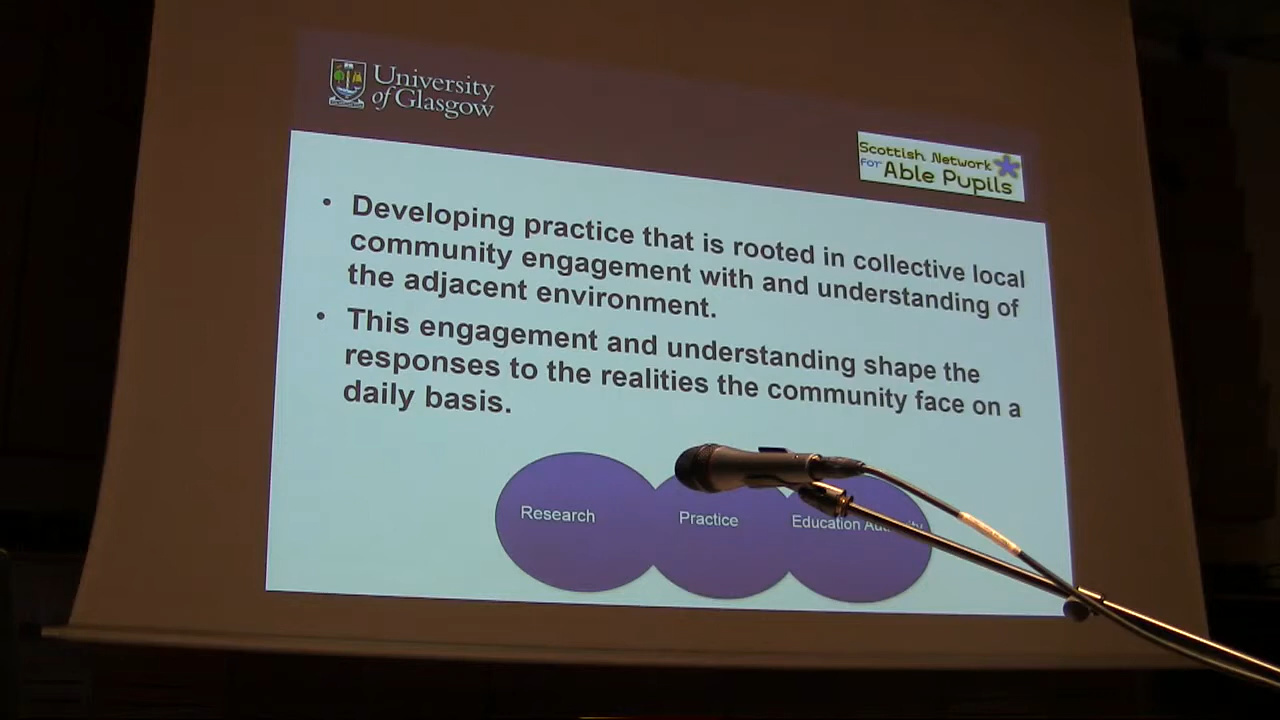 University
of Glasgow
Scottish Network
for Able Pupils
• Developing practice that is rooted in collective local
community engagement with and understanding of
the adjacent environment.
• This engagement and understanding shape the
responses to the realities the community face on a
daily basis.
Research
Practice
Education